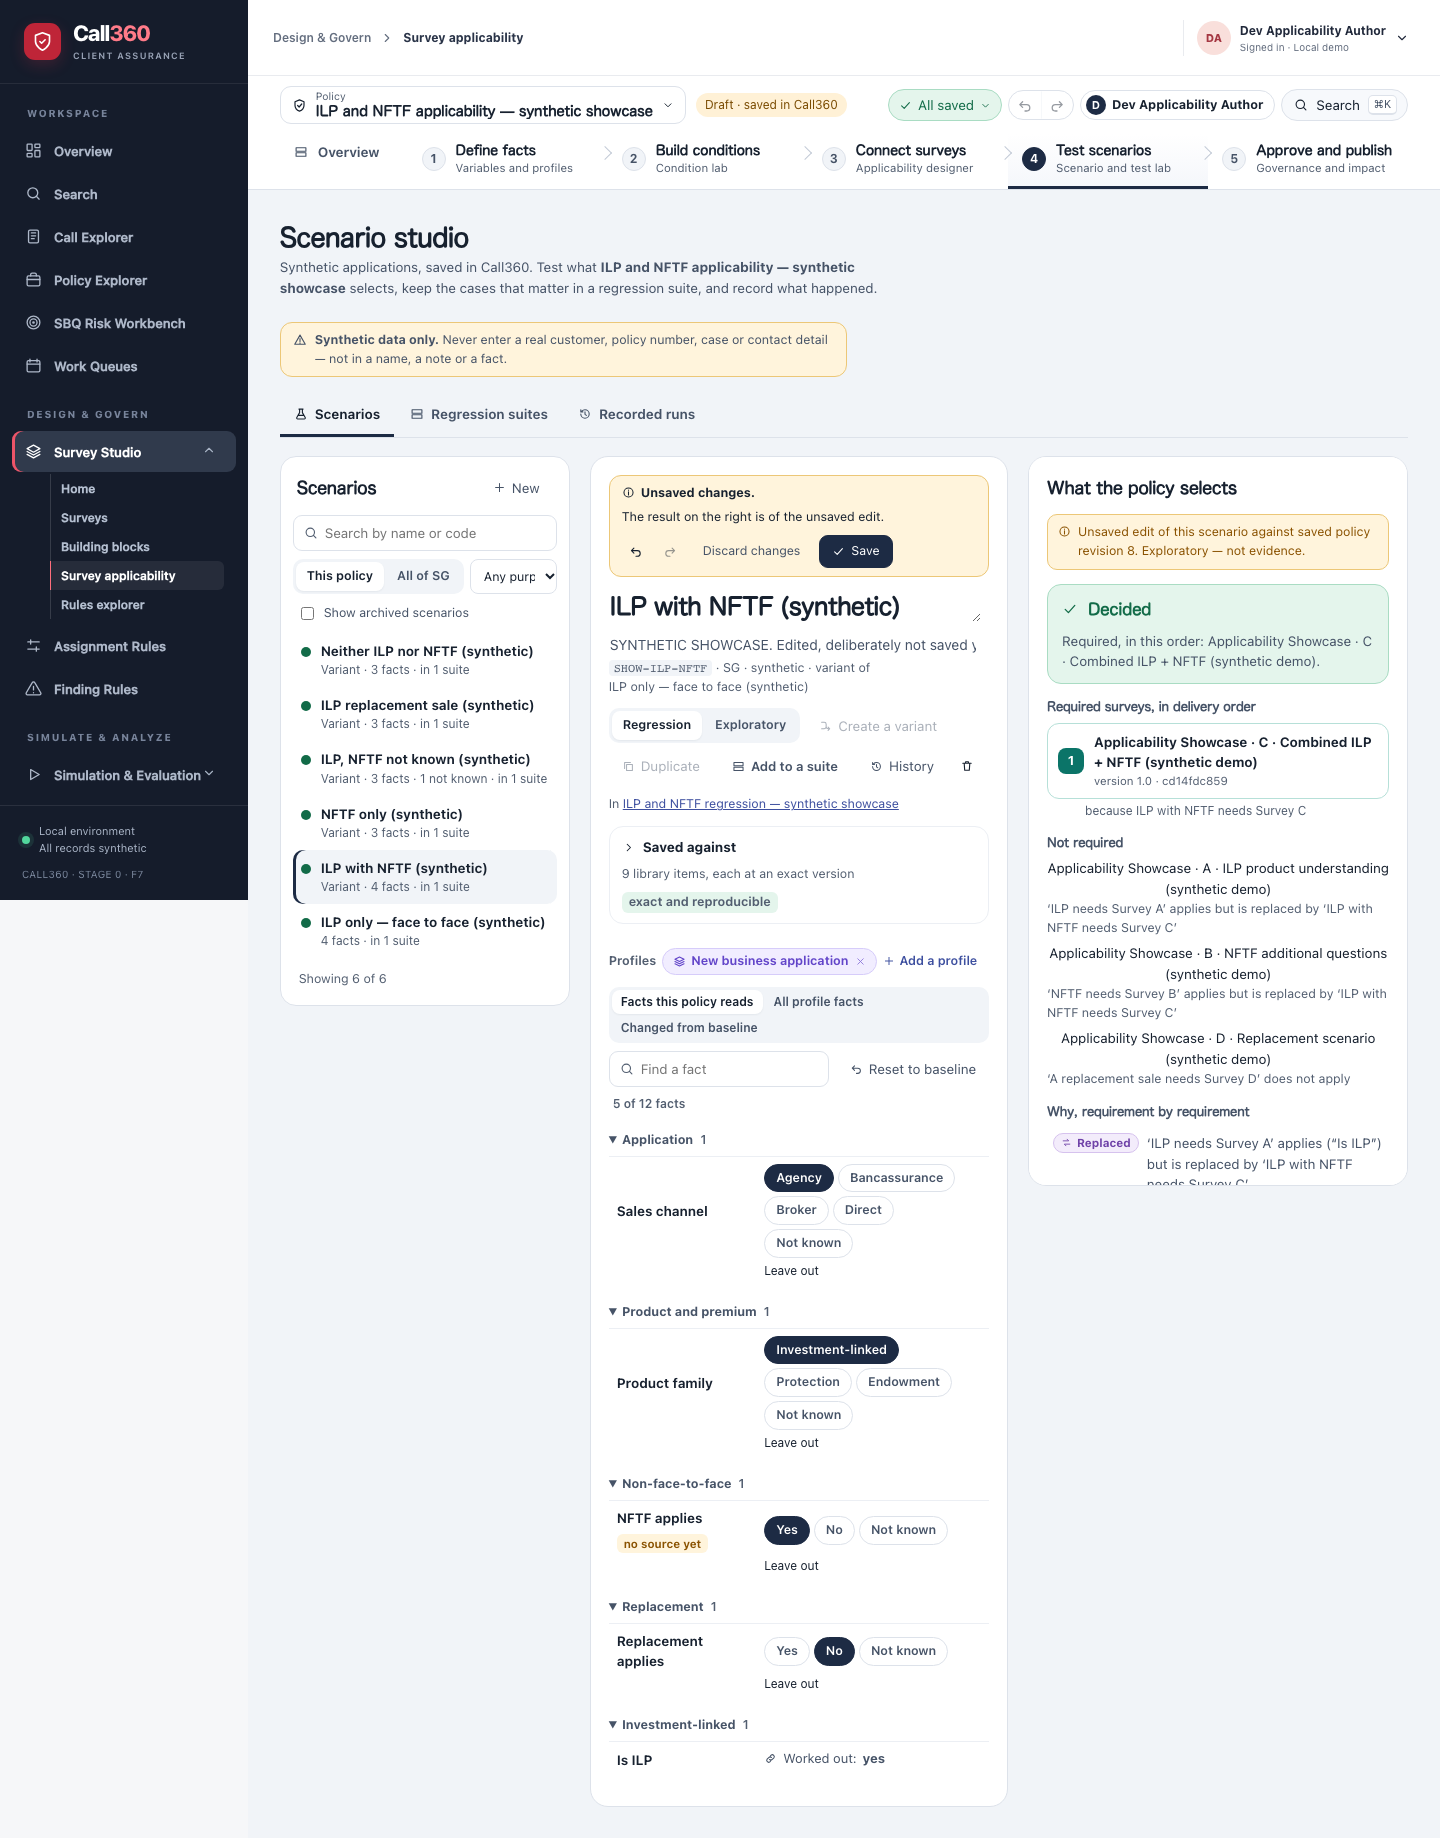 Call360
CLIENT ASSURANCE
WORKSPACE
Overview
Search
Call Explorer
Policy Explorer
SBQ Risk Workbench
Work Queues
DESIGN & GOVERN
Survey Studio
Home
Surveys
Building blocks
Survey applicability
Rules explorer
Assignment Rules
Finding Rules
SIMULATE & ANALYZE
Simulation & Evaluation
Local environment
All records synthetic
CALL360 · STAGE 0 · F7
Design & Govern
Survey applicability
DA
Dev Applicability Author
Signed in · Local demo
Policy
ILP and NFTF applicability — synthetic showcase
Draft · saved in Call360
All saved
D
Dev Applicability Author
Search
⌘K
Overview
1
Define facts
Variables and profiles
2
Build conditions
Condition lab
3
Connect surveys
Applicability designer
4
Test scenarios
Scenario and test lab
5
Approve and publish
Governance and impact
Scenario studio
Synthetic applications, saved in Call360. Test what ILP and NFTF applicability — synthetic
showcase selects, keep the cases that matter in a regression suite, and record what happened.
Synthetic data only. Never enter a real customer, policy number, case or contact detail
— not in a name, a note or a fact.
Scenarios
Regression suites
Recorded runs
Scenarios
New
Search by name or code
This policy
All of SG
Any purp
Show archived scenarios
Neither ILP nor NFTF (synthetic)
Variant · 3 facts · in 1 suite
ILP replacement sale (synthetic)
Variant · 3 facts · in 1 suite
ILP, NFTF not known (synthetic)
Variant · 3 facts · 1 not known · in 1 suite
NFTF only (synthetic)
Variant · 3 facts · in 1 suite
ILP with NFTF (synthetic)
Variant · 4 facts · in 1 suite
ILP only — face to face (synthetic)
4 facts · in 1 suite
Showing 6 of 6
Unsaved changes.
The result on the right is of the unsaved edit.
Discard changes
Save
ILP with NFTF (synthetic)
SYNTHETIC SHOWCASE. Edited, deliberately not saved y
SHOW-ILP-NFTF · SG · synthetic · variant of
ILP only — face to face (synthetic)
Regression
Exploratory
Create a variant
Duplicate
Add to a suite
History
In ILP and NFTF regression — synthetic showcase
Saved against
9 library items, each at an exact version
exact and reproducible
Profiles
New business application
Add a profile
Facts this policy reads
All profile facts
Changed from baseline
Find a fact
Reset to baseline
5 of 12 facts
Application 1
Sales channel
Agency
Bancassurance
Broker
Direct
Not known
Leave out
Product and premium 1
Product family
Investment-linked
Protection
Endowment
Not known
Leave out
Non-face-to-face 1
NFTF applies
no source yet
Yes
No
Not known
Leave out
Replacement 1
Replacement
applies
Yes
No
Not known
Leave out
Investment-linked 1
Is ILP
Worked out: yes
What the policy selects
Unsaved edit of this scenario against saved policy
revision 8. Exploratory — not evidence.
Decided
Required, in this order: Applicability Showcase · C
· Combined ILP + NFTF (synthetic demo).
Required surveys, in delivery order
1
Applicability Showcase · C · Combined ILP
+ NFTF (synthetic demo)
version 1.0 · cd14fdc859
because ILP with NFTF needs Survey C
Not required
Applicability Showcase · A · ILP product understanding
(synthetic demo)
‘ILP needs Survey A’ applies but is replaced by ‘ILP with
NFTF needs Survey C’
Applicability Showcase · B · NFTF additional questions
(synthetic demo)
‘NFTF needs Survey B’ applies but is replaced by ‘ILP with
NFTF needs Survey C’
Applicability Showcase · D · Replacement scenario
(synthetic demo)
‘A replacement sale needs Survey D’ does not apply
Why, requirement by requirement
Replaced
‘ILP needs Survey A’ applies (“Is ILP”)
but is replaced by ‘ILP with NFTF
needs Survey C’